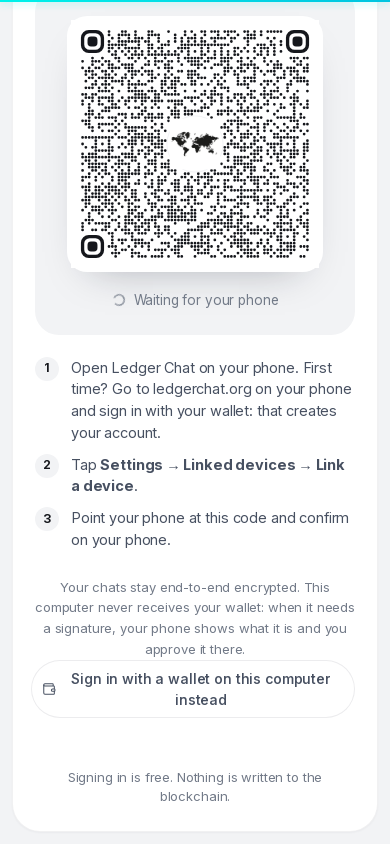 Waiting for your phone
1
Open Ledger Chat on your phone. First
time? Go to ledgerchat.org on your phone
and sign in with your wallet: that creates
your account.
2
Tap Settings → Linked devices → Link
a device.
3
Point your phone at this code and confirm
on your phone.
Your chats stay end-to-end encrypted. This
computer never receives your wallet: when it needs
a signature, your phone shows what it is and you
approve it there.
Sign in with a wallet on this computer
instead
Signing in is free. Nothing is written to the
blockchain.